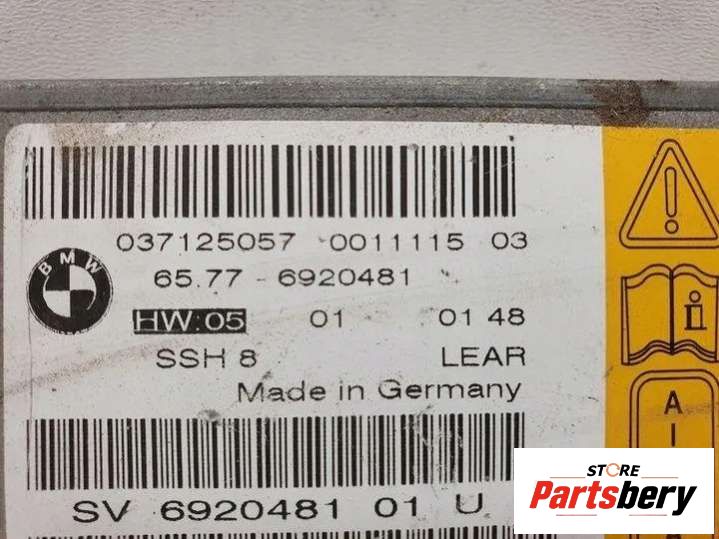 037125057 0011115 03
BMW
65.77 - 6920481
HW:05 01 01 48
SSH 8 LEAR
Made in Germany
SV 6920481 01 U
A
I
STORE
Partsbery